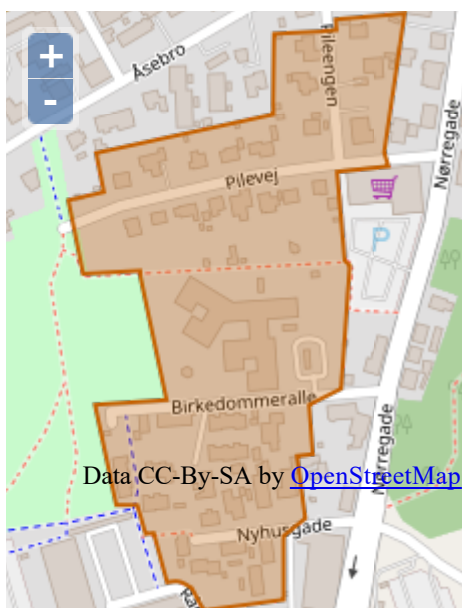 +
-
Åsebro
Pileengen
Nørregade
Pilevej
P
Birkedommeralle
Nørregade
Data CC-By-SA by OpenStreetMap
Nyhusgade